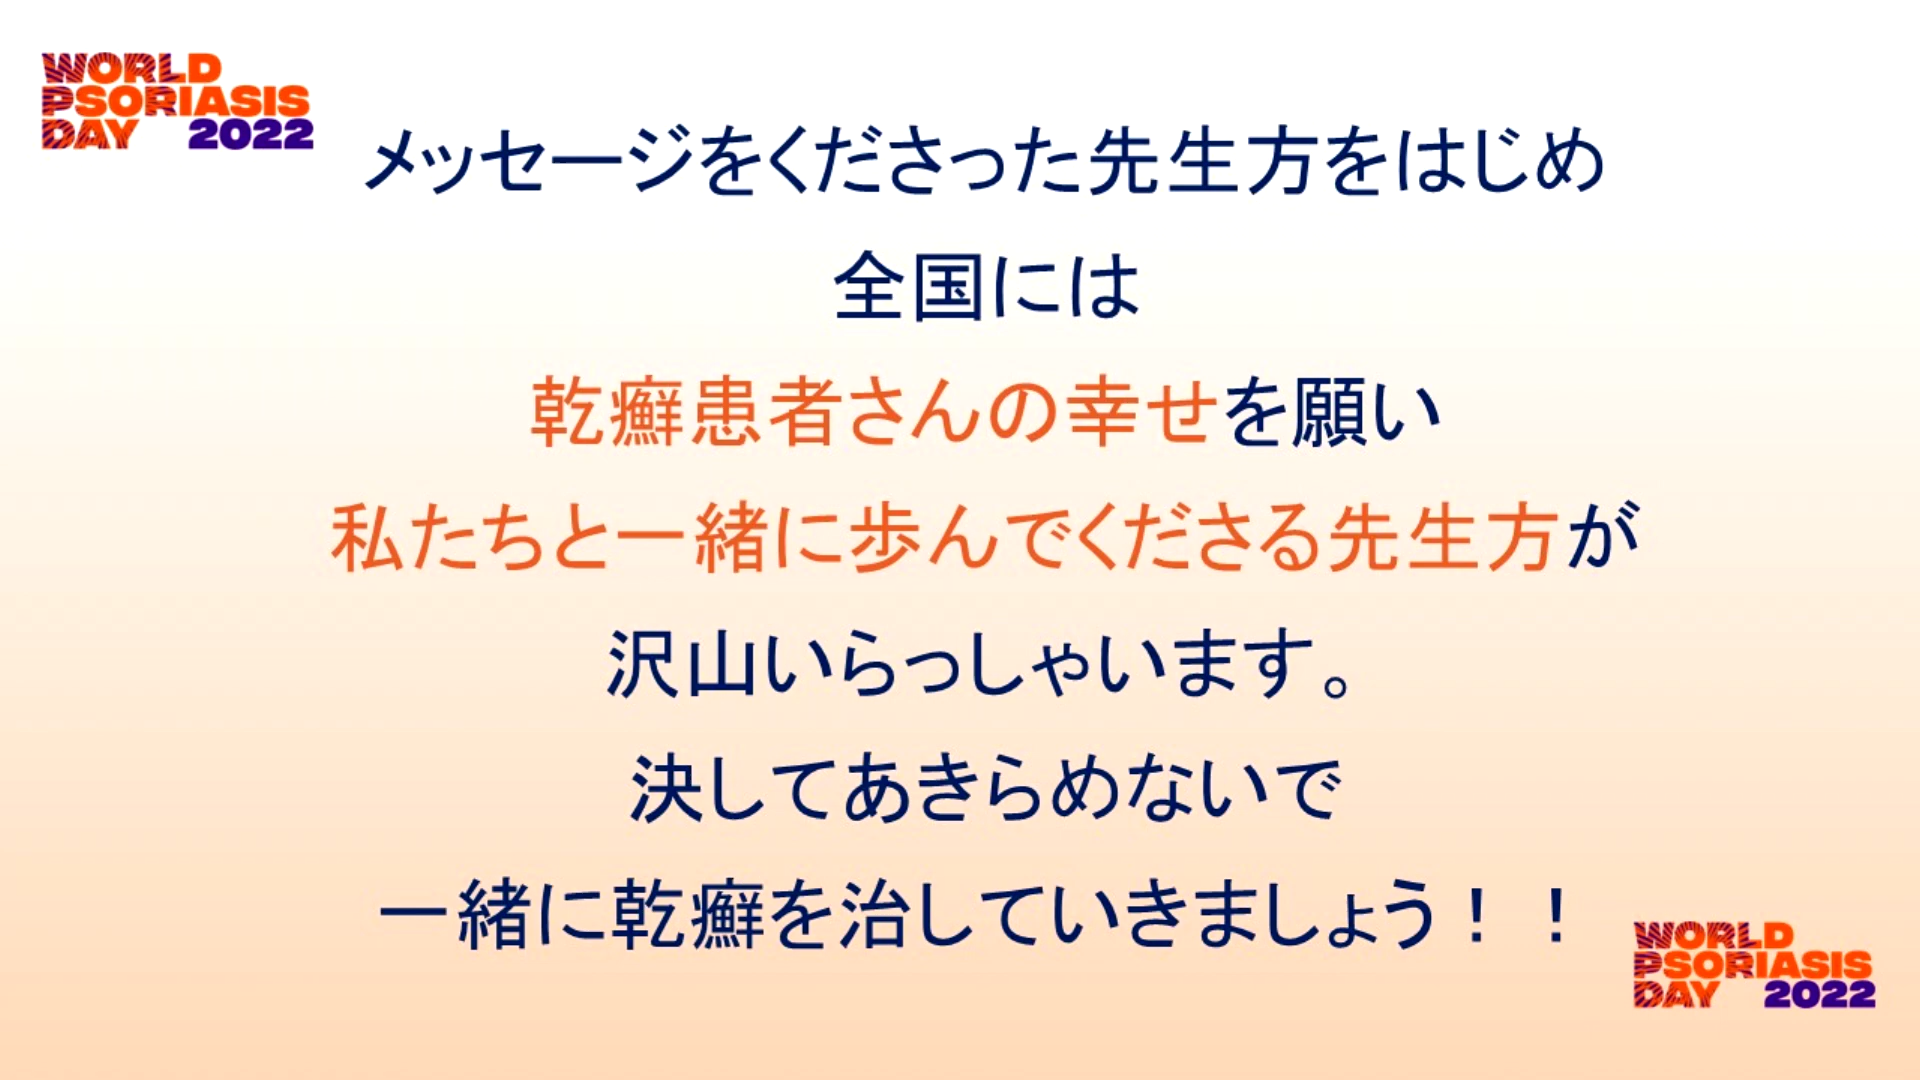 WORLD
PSORIASIS
DAY 2022
メッセージをくださった先生方をはじめ
全国には
乾癬患者さんの幸せを願い
私たちと一緒に歩んでくださる先生方が
沢山いらっしゃいます。
決してあきらめないで
一緒に乾癬を治していきましょう！！
WORLD
PSORIASIS
DAY 2022